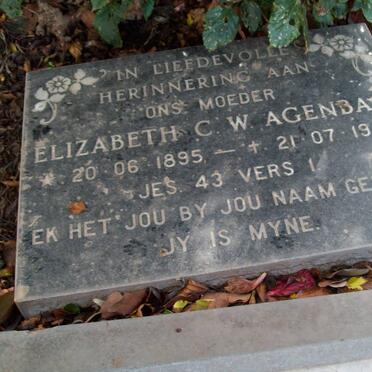 IN LIEFDEVOLLE
HERINNERING AAN
ONS MOEDER
ELIZABETH C W AGENBA
* 20 06 1895 – + 21 07 19
JES 43 VERS 1
EK HET JOU BY JOU NAAM GE
JY IS MYNE.